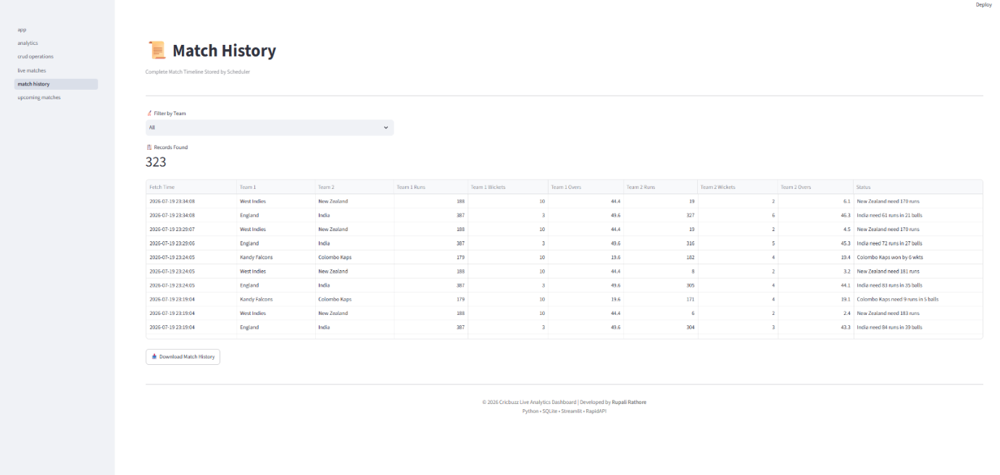 Deploy
app
analytics
crud operations
live matches
match history
upcoming matches
Match History
Complete Match Timeline Stored by Scheduler
Filter by Team
All
Records Found
323
Fetch Time Team 1 Team 2 Team 1 Runs Team 1 Wickets Team 1 Overs Team 2 Runs Team 2 Wickets Team 2 Overs Status
2026-07-19 23:34:08 West Indies New Zealand 188 10 44.4 19 2 6.1 New Zealand need 170 runs
2026-07-19 23:34:08 England India 387 3 49.6 327 6 46.3 India need 61 runs in 21 balls
2026-07-19 23:29:07 West Indies New Zealand 188 10 44.4 19 2 4.5 New Zealand need 170 runs
2026-07-19 23:29:06 England India 387 3 49.6 316 5 45.3 India need 72 runs in 27 balls
2026-07-19 23:24:05 Kandy Falcons Colombo Kaps 179 10 19.6 182 4 19.4 Colombo Kaps won by 6 wkts
2026-07-19 23:24:05 West Indies New Zealand 188 10 44.4 8 2 3.2 New Zealand need 181 runs
2026-07-19 23:24:05 England India 387 3 49.6 305 4 44.1 India need 83 runs in 35 balls
2026-07-19 23:19:04 Kandy Falcons Colombo Kaps 179 10 19.6 171 4 19.1 Colombo Kaps need 9 runs in 5 balls
2026-07-19 23:19:04 West Indies New Zealand 188 10 44.4 6 2 2.4 New Zealand need 183 runs
2026-07-19 23:19:04 England India 387 3 49.6 304 3 43.3 India need 84 runs in 39 balls
Download Match History
© 2026 Cricbuzz Live Analytics Dashboard | Developed by Rupali Rathore
Python • SQLite • Streamlit • RapidAPI